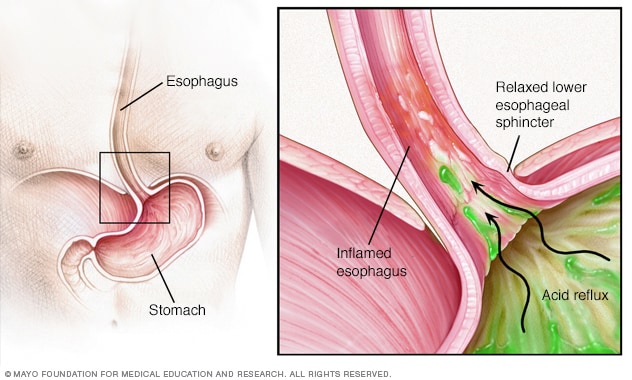 Esophagus
Stomach
Relaxed lower
esophageal
sphincter
Inflamed
esophagus
Acid reflux
© MAYO FOUNDATION FOR MEDICAL EDUCATION AND RESEARCH. ALL RIGHTS RESERVED.